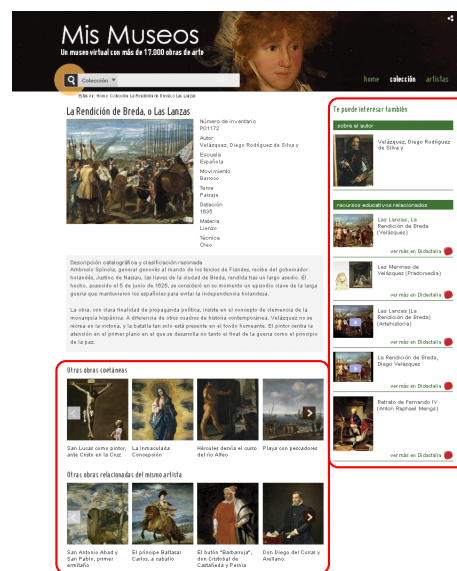 Mis Museos
Un museo virtual con más de 17.000 obras de arte
Colección
home colección artistas
Estás en: Home Colección La Rendición de Breda, o Las Lanzas
La Rendición de Breda, o Las Lanzas
Número de inventario
P01172
Autor
Velázquez, Diego Rodríguez de Silva y
Escuela
Española
Movimiento
Barroco
Tema
Paisaje
Datación
1635
Materia
Lienzo
Técnica
Óleo
Descripción catalográfica y clasificación razonada
Ambrosio Spínola, general genovés al mando de los tercios de Flandes, recibe del gobernador
holandés, Justino de Nassau, las llaves de la ciudad de Breda, rendida tras un largo asedio. El
hecho, acaecido el 5 de junio de 1625, se consideró en su momento un episodio clave de la larga
guerra que mantuvieron los españoles para evitar la independencia holandesa.
La obra, con clara finalidad de propaganda política, insiste en el concepto de clemencia de la
monarquía hispánica. A diferencia de otros cuadros de historia contemporánea, Velázquez no se
recrea en la victoria, y la batalla tan solo está presente en el fondo humeante. El pintor centra la
atención en el primer plano en el que se desarrolla no tanto el final de la guerra como el principio
de la paz.
Otras obras coetáneas
San Lucas como pintor,
ante Cristo en la Cruz
La Inmaculada
Concepción
Hércules desvía el curso
del río Alfeo
Playa con pescadores
Otras obras relacionadas del mismo artista
San Antonio Abad y
San Pablo, primer
ermitaño
El príncipe Baltasar
Carlos, a caballo
El bufón "Barbarroja",
don Cristóbal de
Castañeda y Pernía
Don Diego del Corral y
Arellano.
Te puede interesar también
sobre el autor
Velázquez, Diego Rodríguez
de Silva y
recursos educativos relacionados
Las Lanzas, La
Rendición de Breda
(Velázquez)
ver más en Didactalia
Las Meninas de
Velázquez (Pradomedia)
ver más en Didactalia
Las Lanzas (La
Rendición de Breda)
(Artehistoria)
ver más en Didactalia
La Rendición de Breda,
Diego Velázquez
ver más en Didactalia
Retrato de Fernando IV
(Anton Raphael Mengs)
ver más en Didactalia